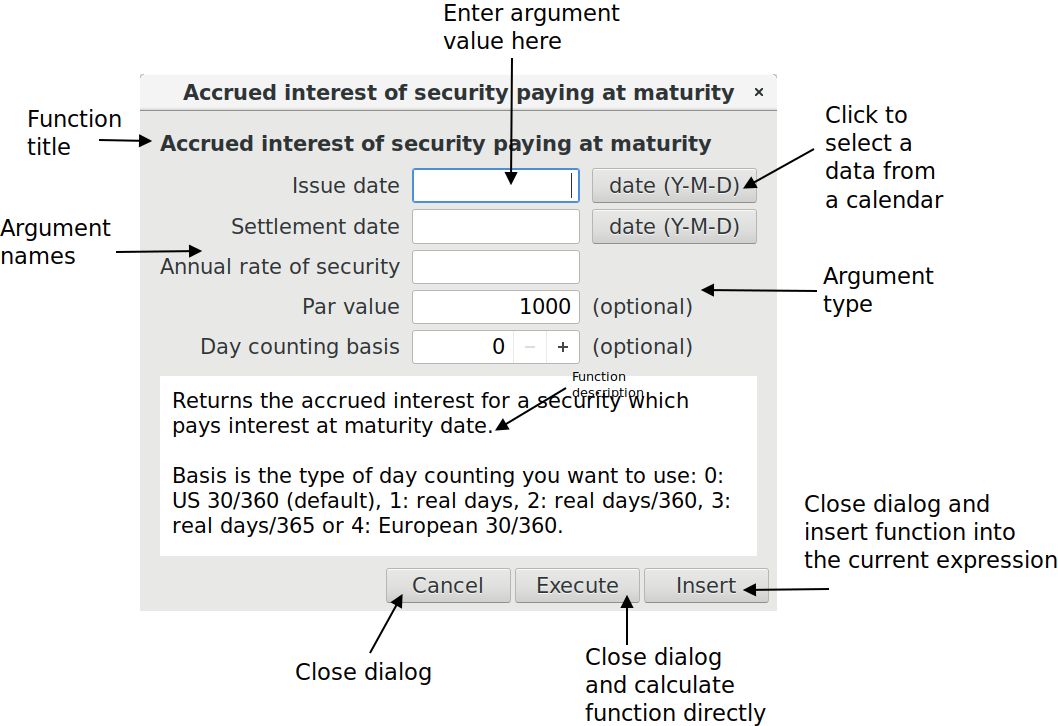 Enter argument
value here
Accrued interest of security paying at maturity ×
Function
title
Accrued interest of security paying at maturity
Click to
select a
data from
a calendar
Issue date date (Y-M-D)
Argument
names
Settlement date date (Y-M-D)
Annual rate of security
Argument
type
Par value 1000 (optional)
Day counting basis 0 − + (optional)
Function
description
Returns the accrued interest for a security which
pays interest at maturity date.
Basis is the type of day counting you want to use: 0:
US 30/360 (default), 1: real days, 2: real days/360, 3:
real days/365 or 4: European 30/360.
Close dialog and
insert function into
the current expression
Cancel Execute Insert
Close dialog
Close dialog
and calculate
function directly